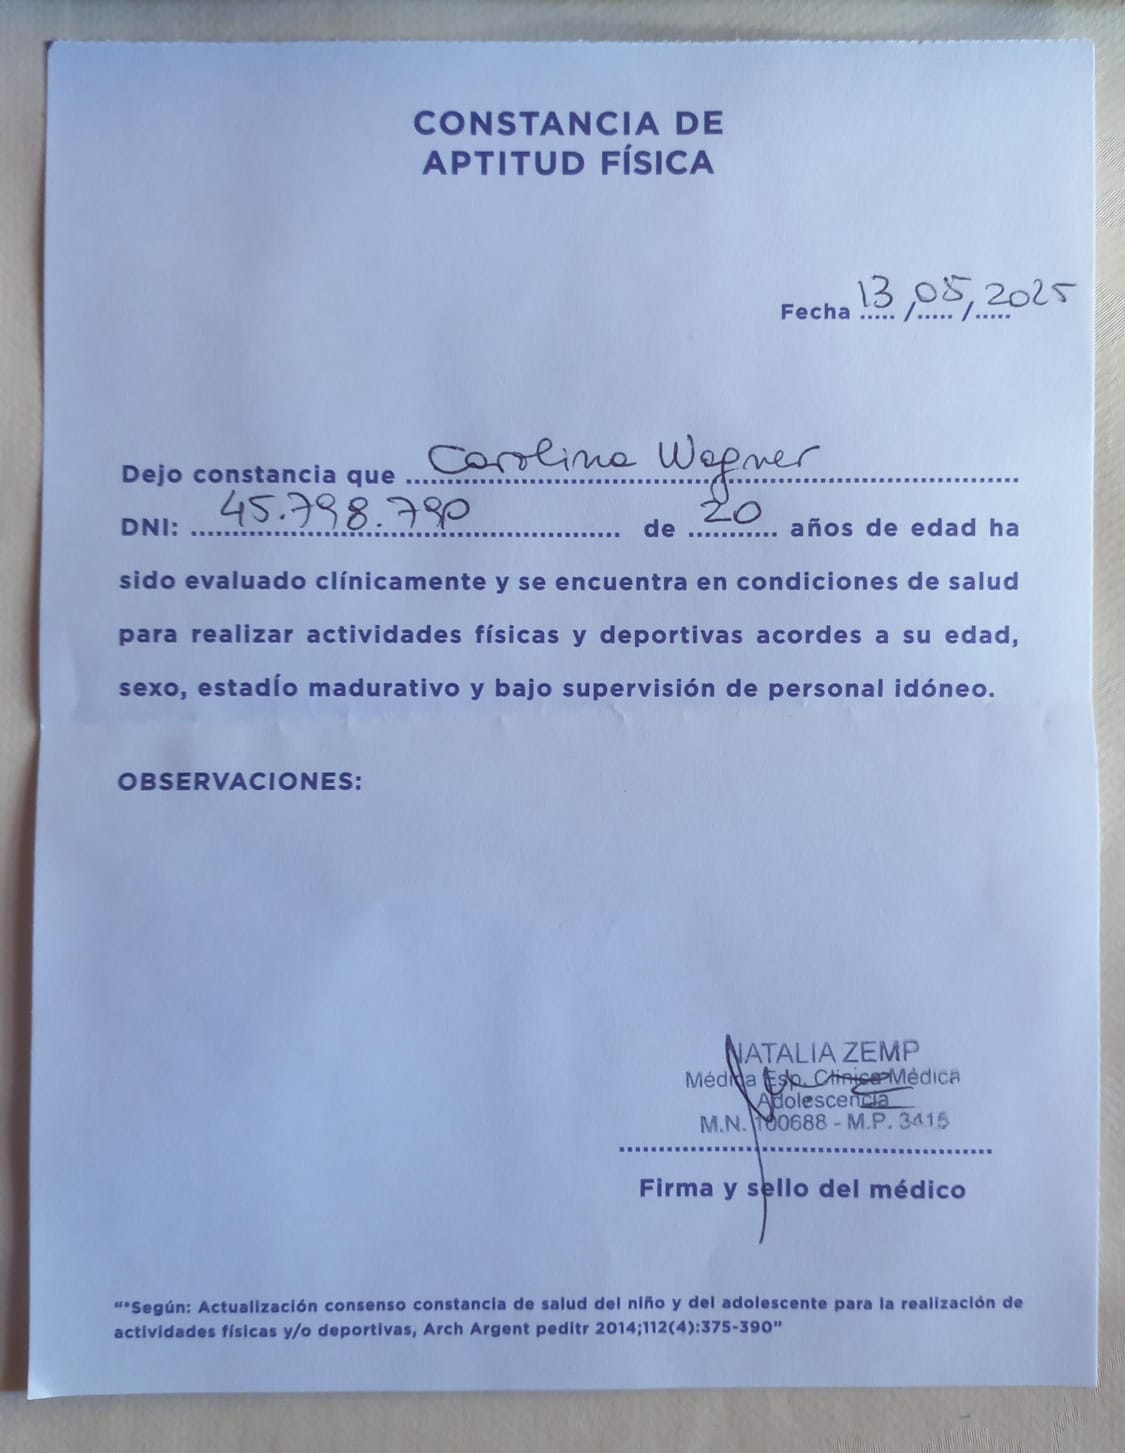 CONSTANCIA DE
APTITUD FÍSICA
Fecha 13/05/2025
Dejo constancia que Carolina Wagner
DNI: 45.798.790 de 20 años de edad ha
sido evaluado clínicamente y se encuentra en condiciones de salud
para realizar actividades físicas y deportivas acordes a su edad,
sexo, estadío madurativo y bajo supervisión de personal idóneo.
OBSERVACIONES:
NATALIA ZEMP
Médica Esp. Clínica Médica
Adolescencia
M.N. 100688 - M.P. 3415
Firma y sello del médico
"*Según: Actualización consenso constancia de salud del niño y del adolescente para la realización de
actividades físicas y/o deportivas, Arch Argent peditr 2014;112(4):375-390"